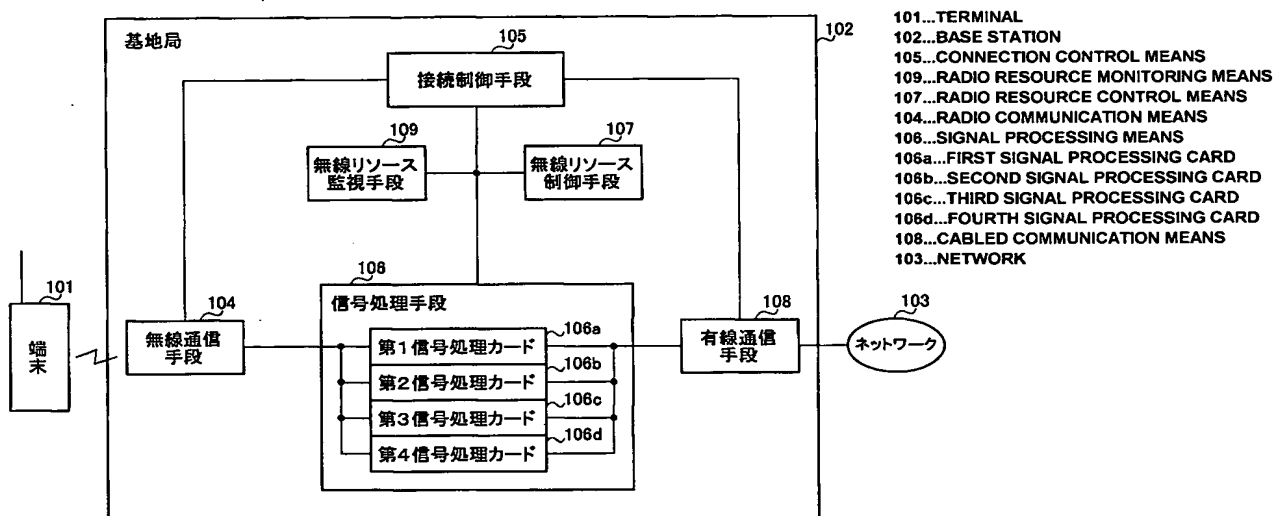 基地局
102
105
接続制御手段
109
無線リソース
監視手段
107
無線リソース
制御手段
101
端末
104
無線通信
手段
108
信号処理手段
106a
第1信号処理カード
106b
第2信号処理カード
106c
第3信号処理カード
106d
第4信号処理カード
108
有線通信
手段
103
ネットワーク
101...TERMINAL
102...BASE STATION
105...CONNECTION CONTROL MEANS
109...RADIO RESOURCE MONITORING MEANS
107...RADIO RESOURCE CONTROL MEANS
104...RADIO COMMUNICATION MEANS
106...SIGNAL PROCESSING MEANS
106a...FIRST SIGNAL PROCESSING CARD
106b...SECOND SIGNAL PROCESSING CARD
106c...THIRD SIGNAL PROCESSING CARD
106d...FOURTH SIGNAL PROCESSING CARD
108...CABLED COMMUNICATION MEANS
103...NETWORK